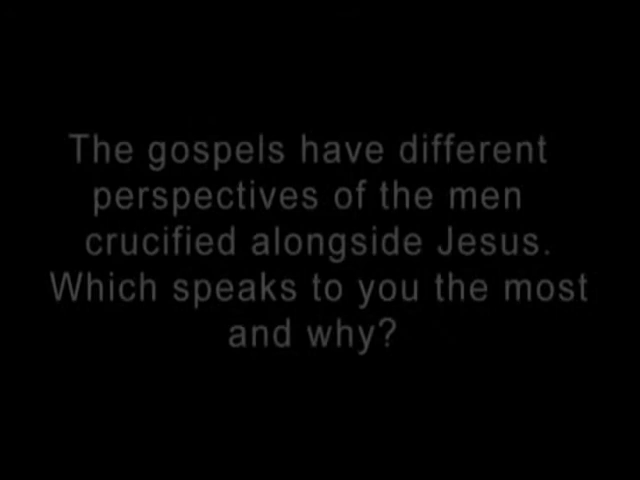 The gospels have different
perspectives of the men
crucified alongside Jesus.
Which speaks to you the most
and why?